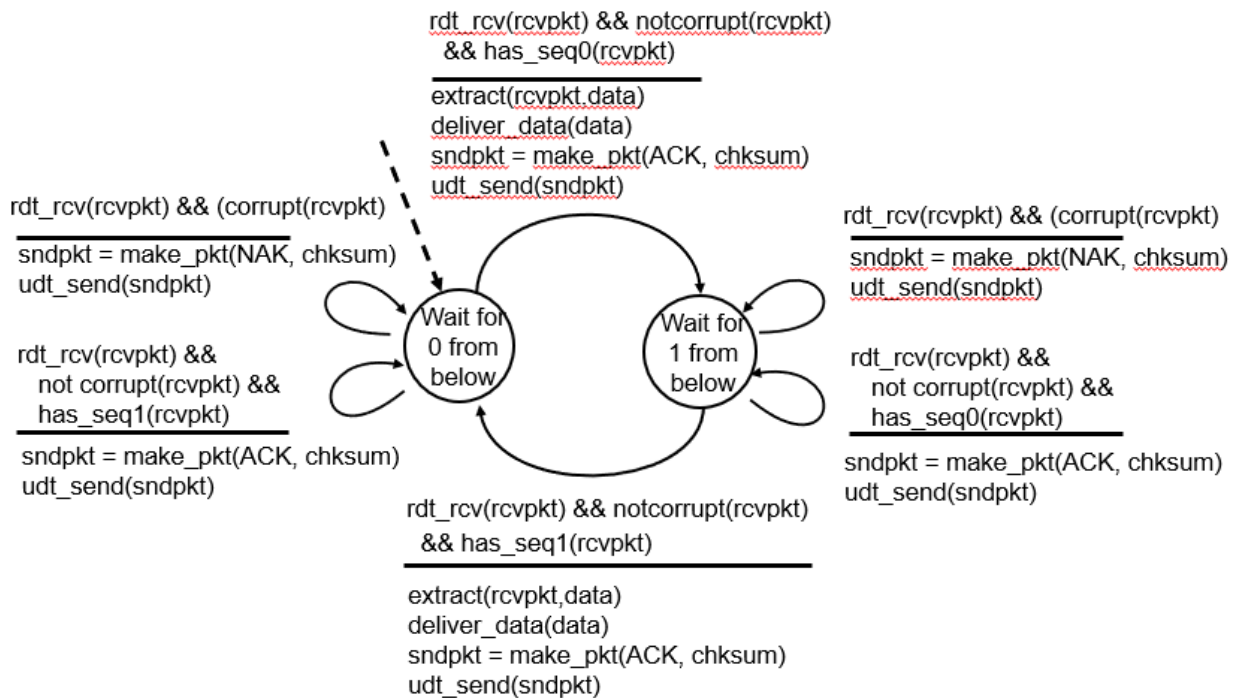 rdt_rcv(rcvpkt) && notcorrupt(rcvpkt)
&& has_seq0(rcvpkt)
extract(rcvpkt,data)
deliver_data(data)
sndpkt = make_pkt(ACK, chksum)
udt_send(sndpkt)
rdt_rcv(rcvpkt) && (corrupt(rcvpkt)
sndpkt = make_pkt(NAK, chksum)
udt_send(sndpkt)
rdt_rcv(rcvpkt) &&
not corrupt(rcvpkt) &&
has_seq1(rcvpkt)
sndpkt = make_pkt(ACK, chksum)
udt_send(sndpkt)
Wait for
0 from
below
Wait for
1 from
below
rdt_rcv(rcvpkt) && (corrupt(rcvpkt)
sndpkt = make_pkt(NAK, chksum)
udt_send(sndpkt)
rdt_rcv(rcvpkt) &&
not corrupt(rcvpkt) &&
has_seq0(rcvpkt)
sndpkt = make_pkt(ACK, chksum)
udt_send(sndpkt)
rdt_rcv(rcvpkt) && notcorrupt(rcvpkt)
&& has_seq1(rcvpkt)
extract(rcvpkt,data)
deliver_data(data)
sndpkt = make_pkt(ACK, chksum)
udt_send(sndpkt)